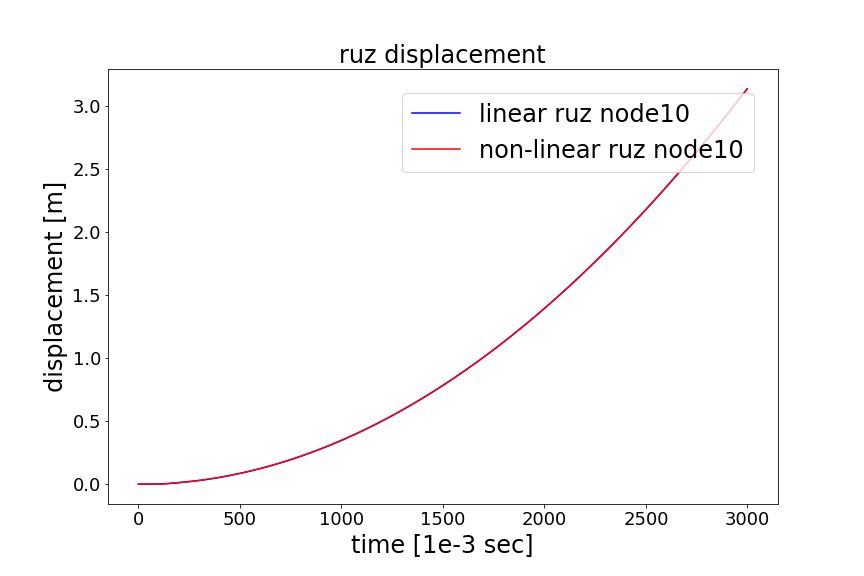 ruz displacement
linear ruz node10
non-linear ruz node10
displacement [m]
3.0
2.5
2.0
1.5
1.0
0.5
0.0
0 500 1000 1500 2000 2500 3000
time [1e-3 sec]